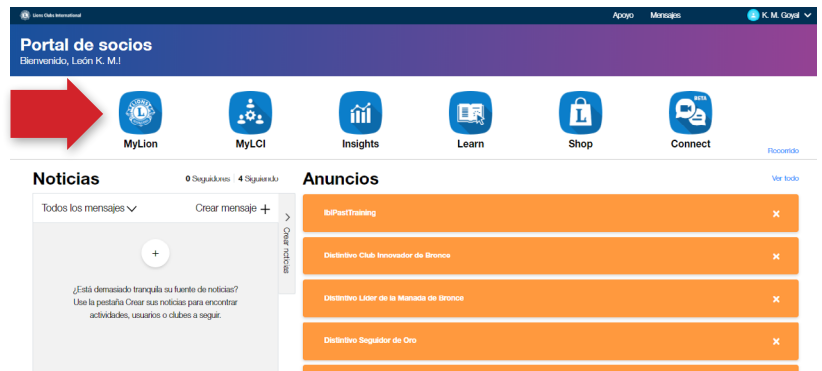 Lions Clubs International
Apoyo Mensajes K. M. Goyal
Portal de socios
Bienvenido, León K. M.!
MyLion MyLCI Insights Learn Shop Connect
BETA
L
Recorrido
Noticias 0 Seguidores 4 Siguiendo
Todos los mensajes Crear mensaje +
Crear noticias
+
¿Está demasiado tranquila su fuente de noticias?
Use la pestaña Crear sus noticias para encontrar
actividades, usuarios o clubes a seguir.
Anuncios Ver todo
lblPastTraining
Distintivo Club Innovador de Bronce
Distintivo Líder de la Manada de Bronce
Distintivo Seguidor de Oro